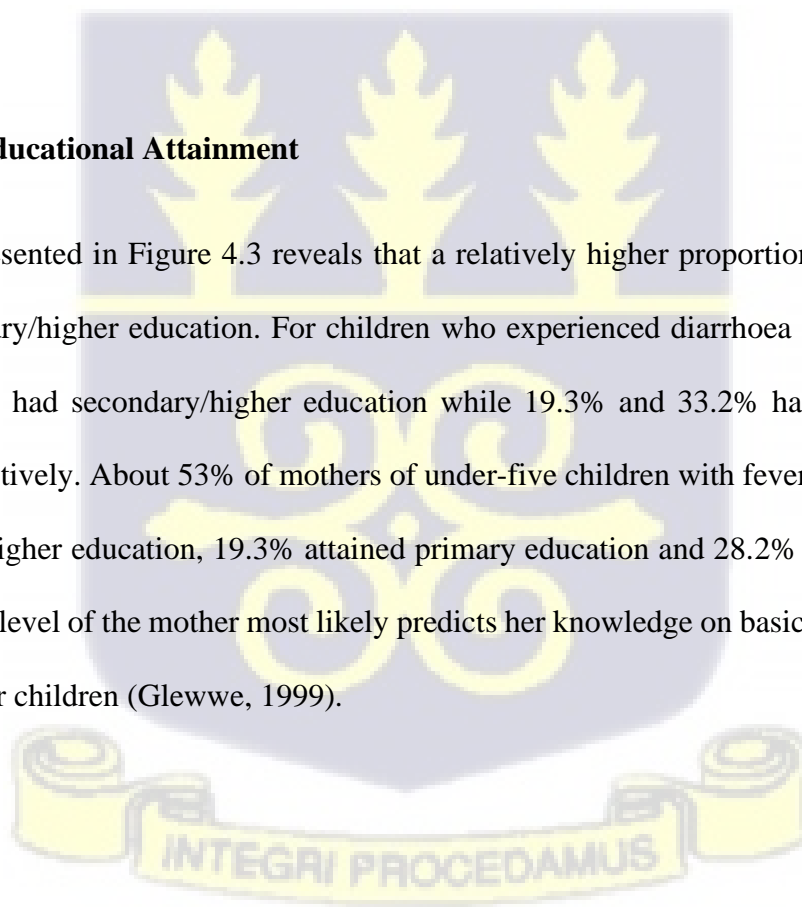 ducational Attainment
sented in Figure 4.3 reveals that a relatively higher proportion
ry/higher education. For children who experienced diarrhoea
had secondary/higher education while 19.3% and 33.2% ha
tively. About 53% of mothers of under-five children with fever
igher education, 19.3% attained primary education and 28.2%
level of the mother most likely predicts her knowledge on basic
r children (Glewwe, 1999).
INTEGRI PROCEDAMUS